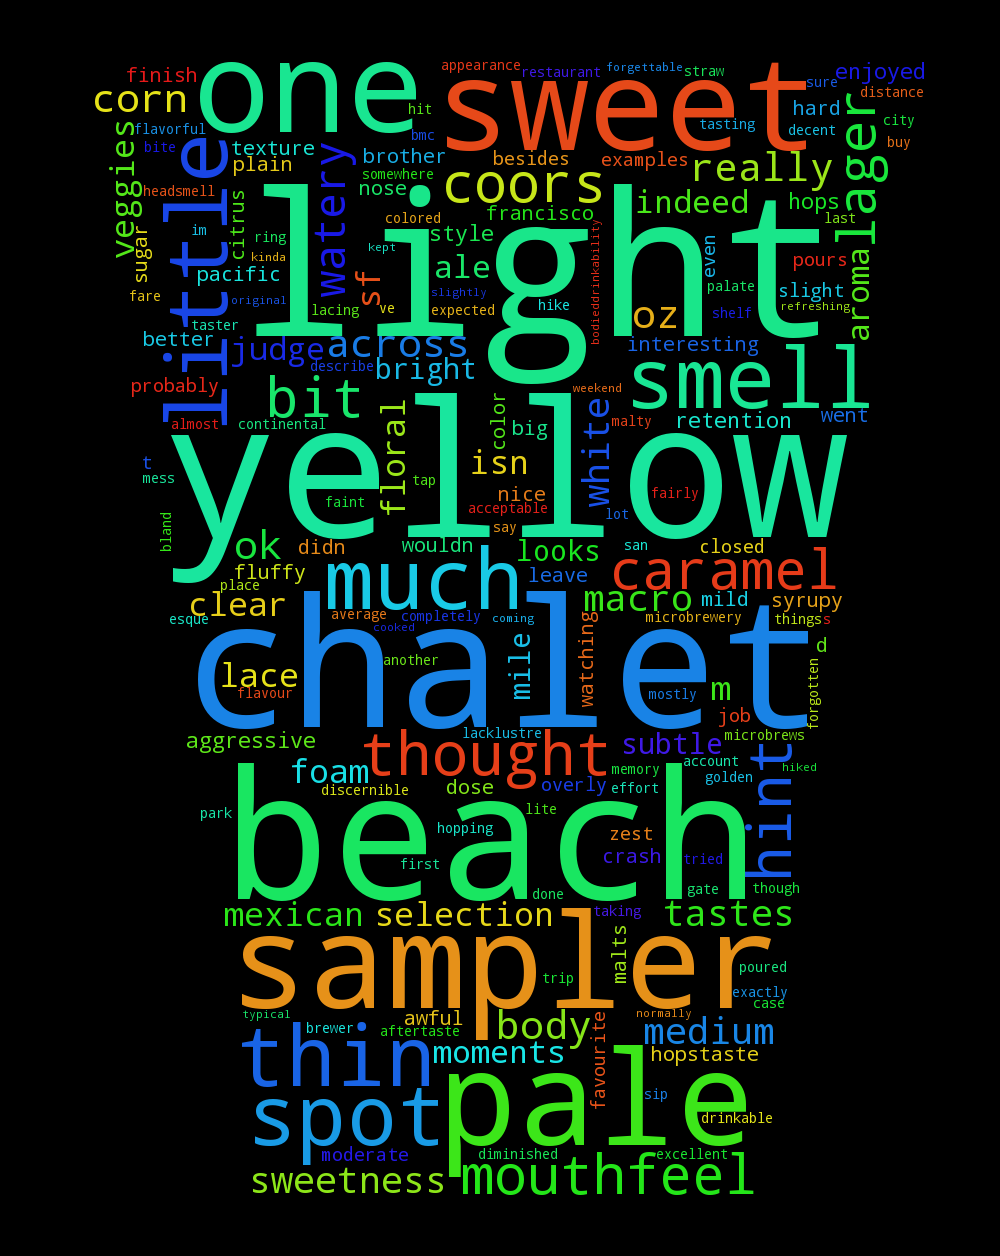 one
sweet
appearance
restaurant
forgettable
straw
sure
enjoyed
distance
finish
corn
hit
flavorful
bite
little
texture
plain
bmc
brother
somewhere
nose
besides
examples
tasting
hard
decent
city
buy
lager
really
coors
indeed
hops
last
veggies
headsmell
sugar
citrus
im
ring
kinda
watery
colored
kept
style
francisco
bodieddrinkability
even
pours
aroma
light
pacific
original
fare
sf
ale
slightly
expected
hike
oz
palate
slight
refreshing
shelf
lacing
ve
taster
better
judge
across
describe
bright
interesting
smell
probably
bit
weekend
almost
continental
floral
color
big
white
malty
retention
went
yellow
t
mess
isn
tap
faint
nice
acceptable
fairly
say
lot
bland
ok
didn
wouldn
looks
san
closed
fluffy
place
much
leave
caramel
clear
esque
average
completely
cooked
coming
macro
mild
syrupy
microbrewery
things
s
chalet
another
lace
flavour
mile
watching
mostly
m
d
forgotten
job
aggressive
thought
lacklustre
subtle
microbrews
foam
discernible
dose
overly
memory
effort
account
golden
hint
hiked
beach
park
hopping
lite
zest
first
crash
tried
done
gate
though
mexican
selection
taking
tastes
sampler
malts
trip
poured
exactly
case
typical
brewer
awful
aftertaste
body
normally
medium
thin
moments
favourite
hopstaste
pale
spot
sip
drinkable
moderate
diminished
excellent
sweetness
mouthfeel